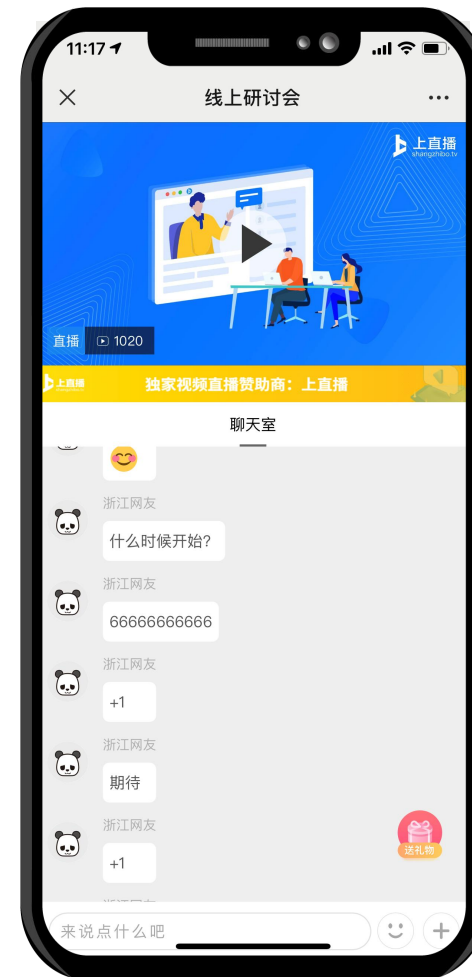 11:17
线上研讨会
上直播
shangzhibo.tv
直播
1020
上直播
独家视频直播赞助商：上直播
聊天室
浙江网友
什么时候开始?
浙江网友
66666666666
浙江网友
+1
浙江网友
期待
浙江网友
+1
送礼物
来说点什么吧